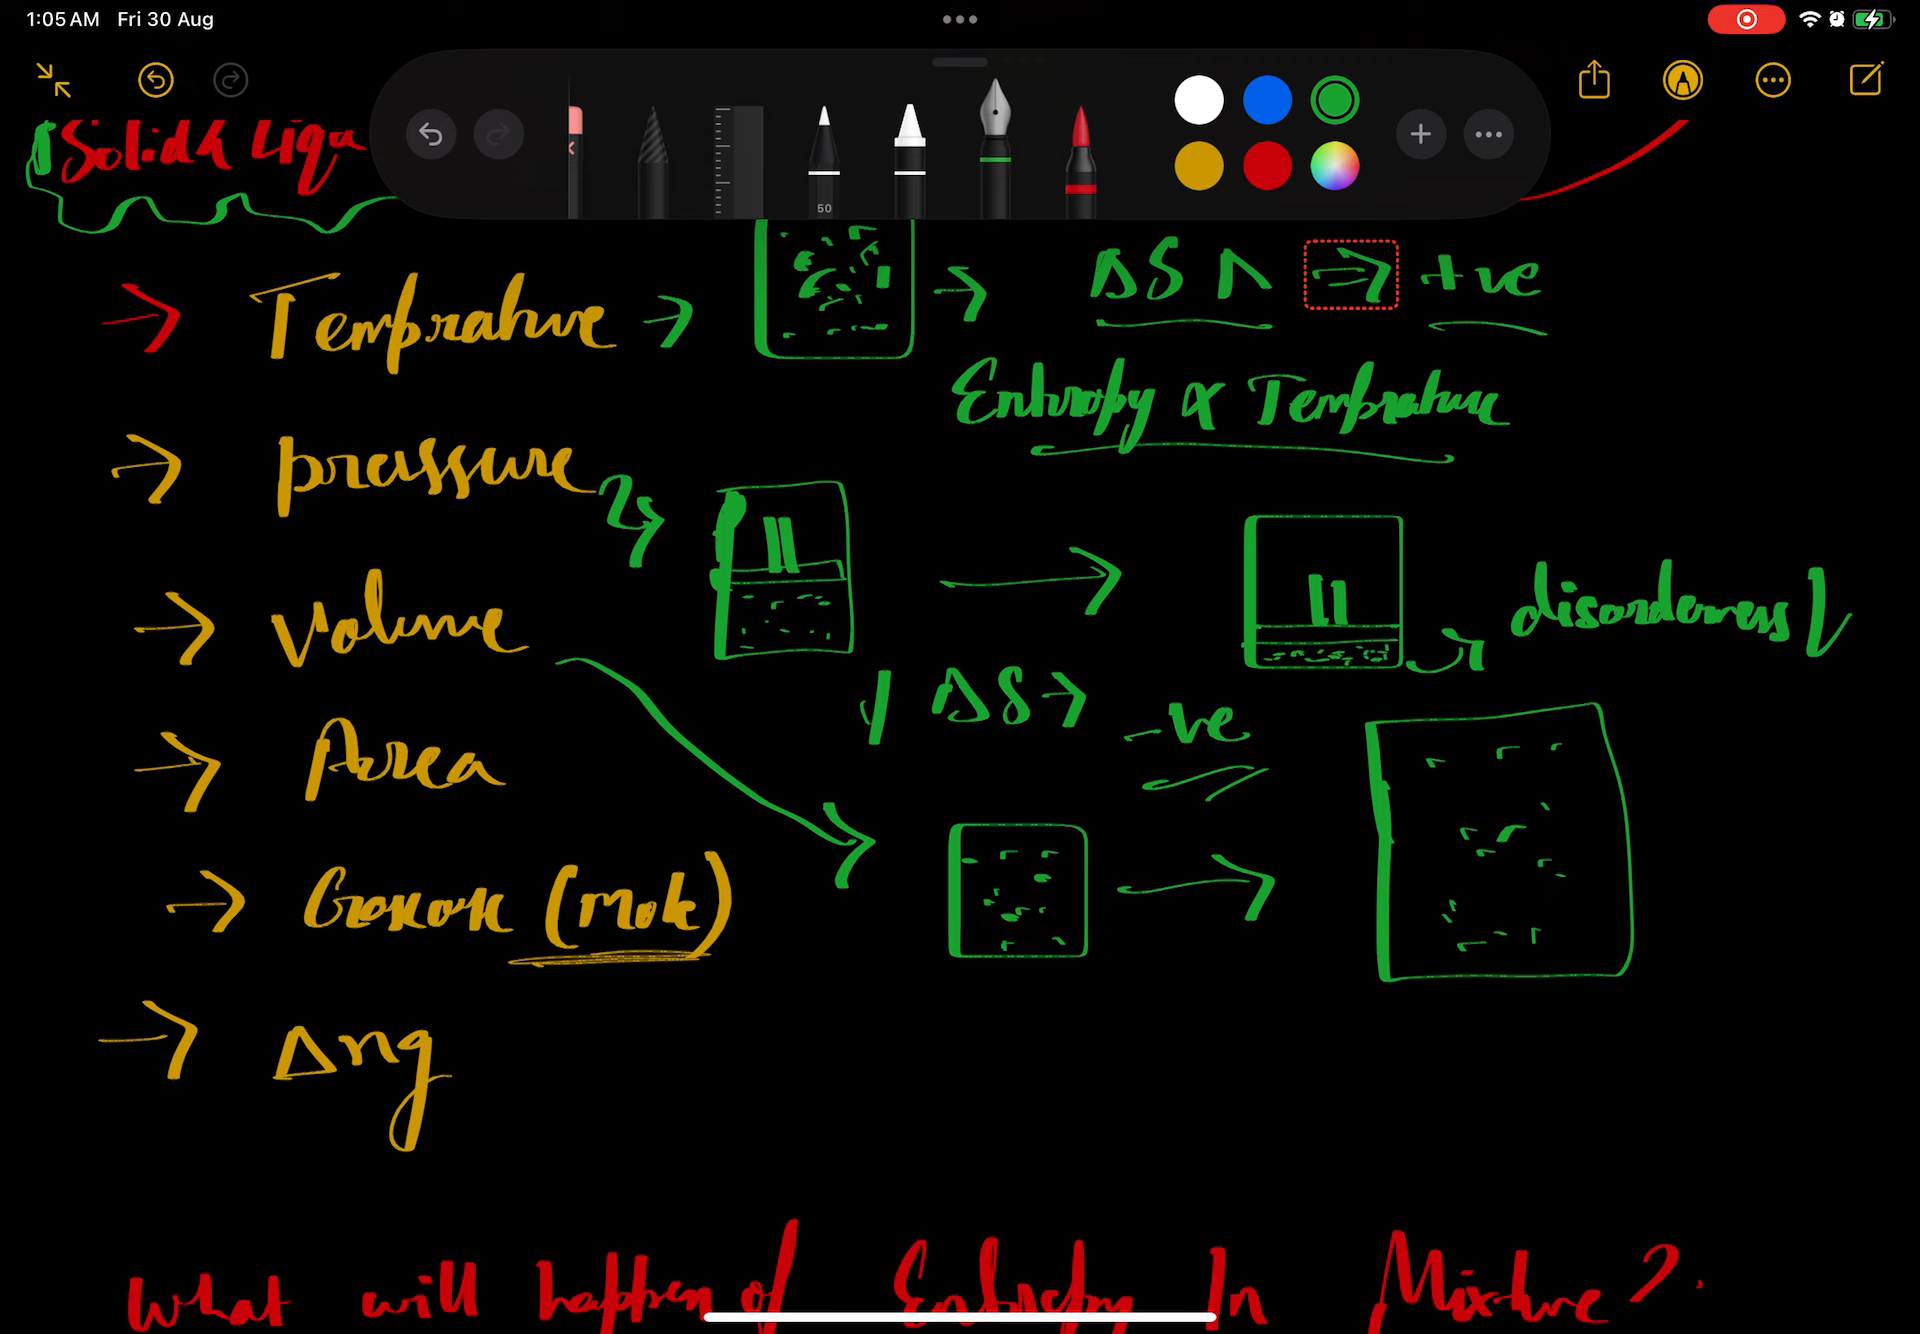 1:05 AM Fri 30 Aug
50
Solid & Liqu
→ Temprature → → ΔS ↑ ⇒ +ve
Entropy ∝ Temprature
→ pressure
→ Volume disorderness ↓
↓ ΔS → -ve
→ Area
→ (Mole)
→ Δng
What will happen of Entropy In Mixture?